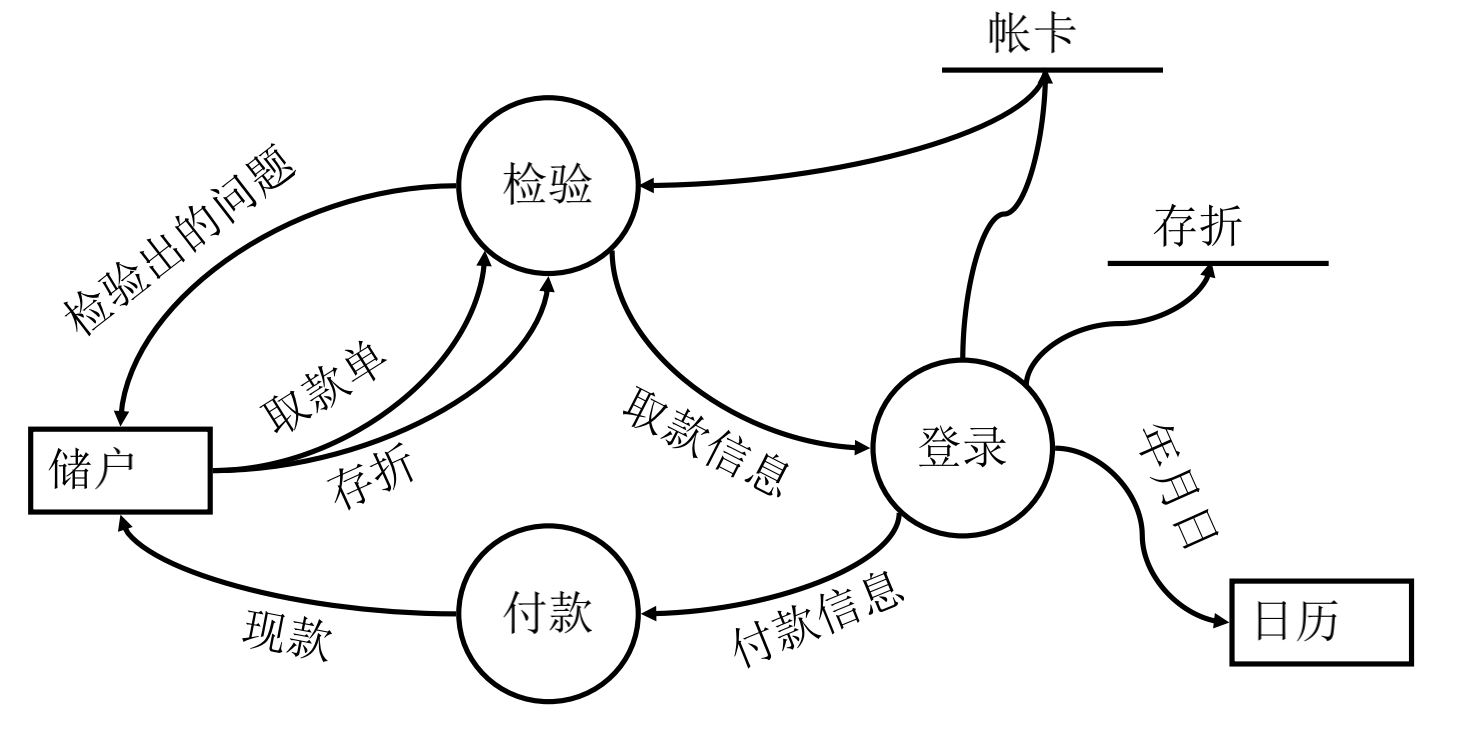 帐卡
检验
检验出的问题
存折
取款单
取款信息
储户
存折
登录
年月日
付款
付款信息
现款
日历